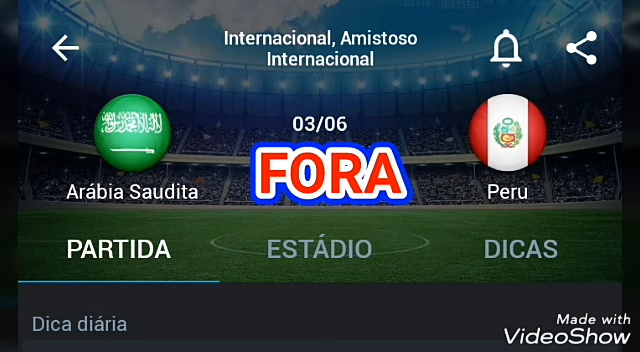 Internacional, Amistoso
Internacional
03/06
FORA
Arábia Saudita
Peru
PARTIDA
ESTÁDIO
DICAS
Dica diária
Made with
VideoShow